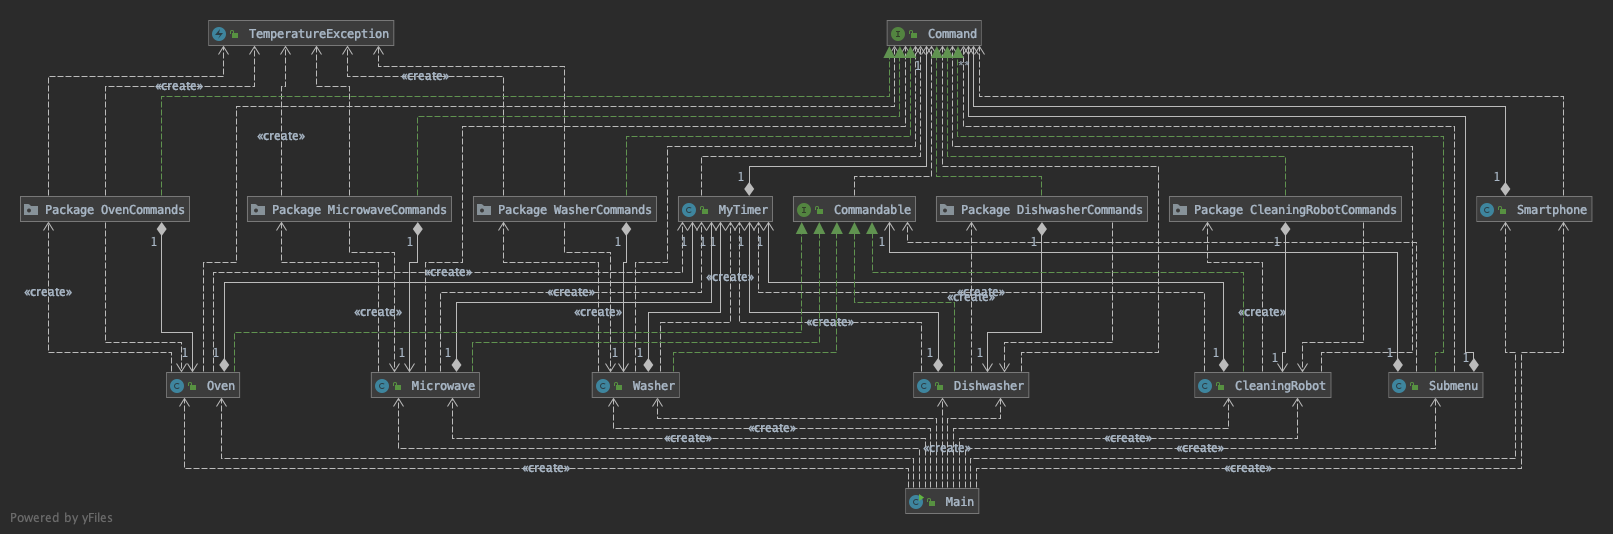 TemperatureException
Command
1
**
«create»
«create»
«create»
1
1
Package OvenCommands
Package MicrowaveCommands
Package WasherCommands
MyTimer
Commandable
Package DishwasherCommands
Package CleaningRobotCommands
Smartphone
1
1
1
1
1
1
1
1
1
1
1
«create»
«create»
«create»
«create»
«create»
«create»
«create»
«create»
«create»
«create»
1
1
1
1
1
1
1
1
1
1
1
1
Oven
Microwave
Washer
Dishwasher
CleaningRobot
Submenu
«create»
«create»
«create»
«create»
«create»
«create»
«create»
Main
Powered by yFiles